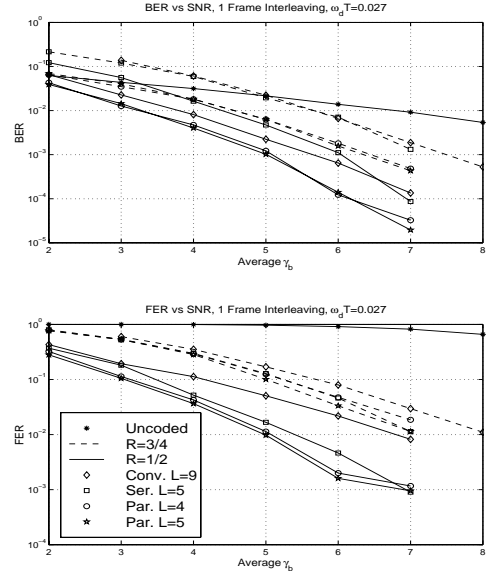 BER vs SNR, 1 Frame Interleaving, ω_dT=0.027
10^0
10^-1
10^-2
10^-3
10^-4
10^-5
BER
2 3 4 5 6 7 8
Average γ_b
FER vs SNR, 1 Frame Interleaving, ω_dT=0.027
10^0
10^-1
10^-2
10^-3
10^-4
FER
Uncoded
R=3/4
R=1/2
Conv. L=9
Ser. L=5
Par. L=4
Par. L=5
2 3 4 5 6 7 8
Average γ_b